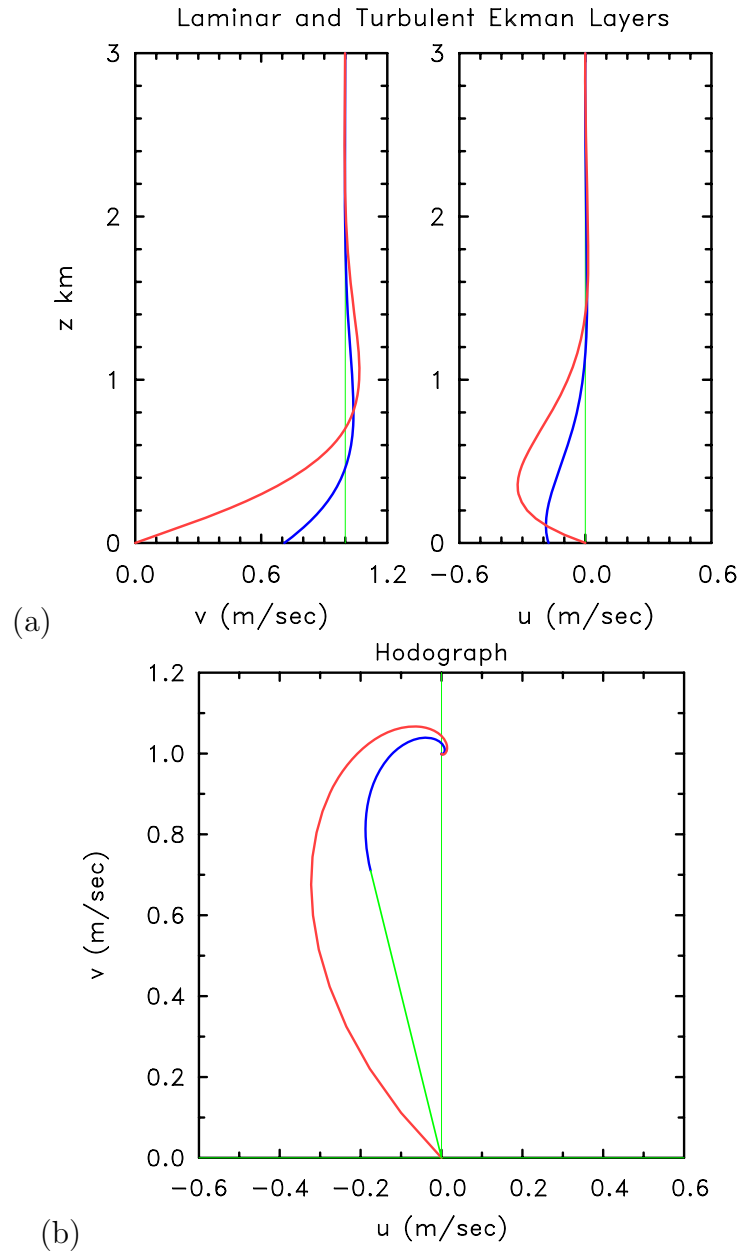 Laminar and Turbulent Ekman Layers
3 3
2 2
z km
1 1
0 0
0.0 0.6 1.2 −0.6 0.0 0.6
(a) v (m/sec) u (m/sec)
Hodograph
1.2
1.0
0.8
v (m/sec)
0.6
0.4
0.2
0.0
−0.6 −0.4 −0.2 0.0 0.2 0.4 0.6
(b) u (m/sec)